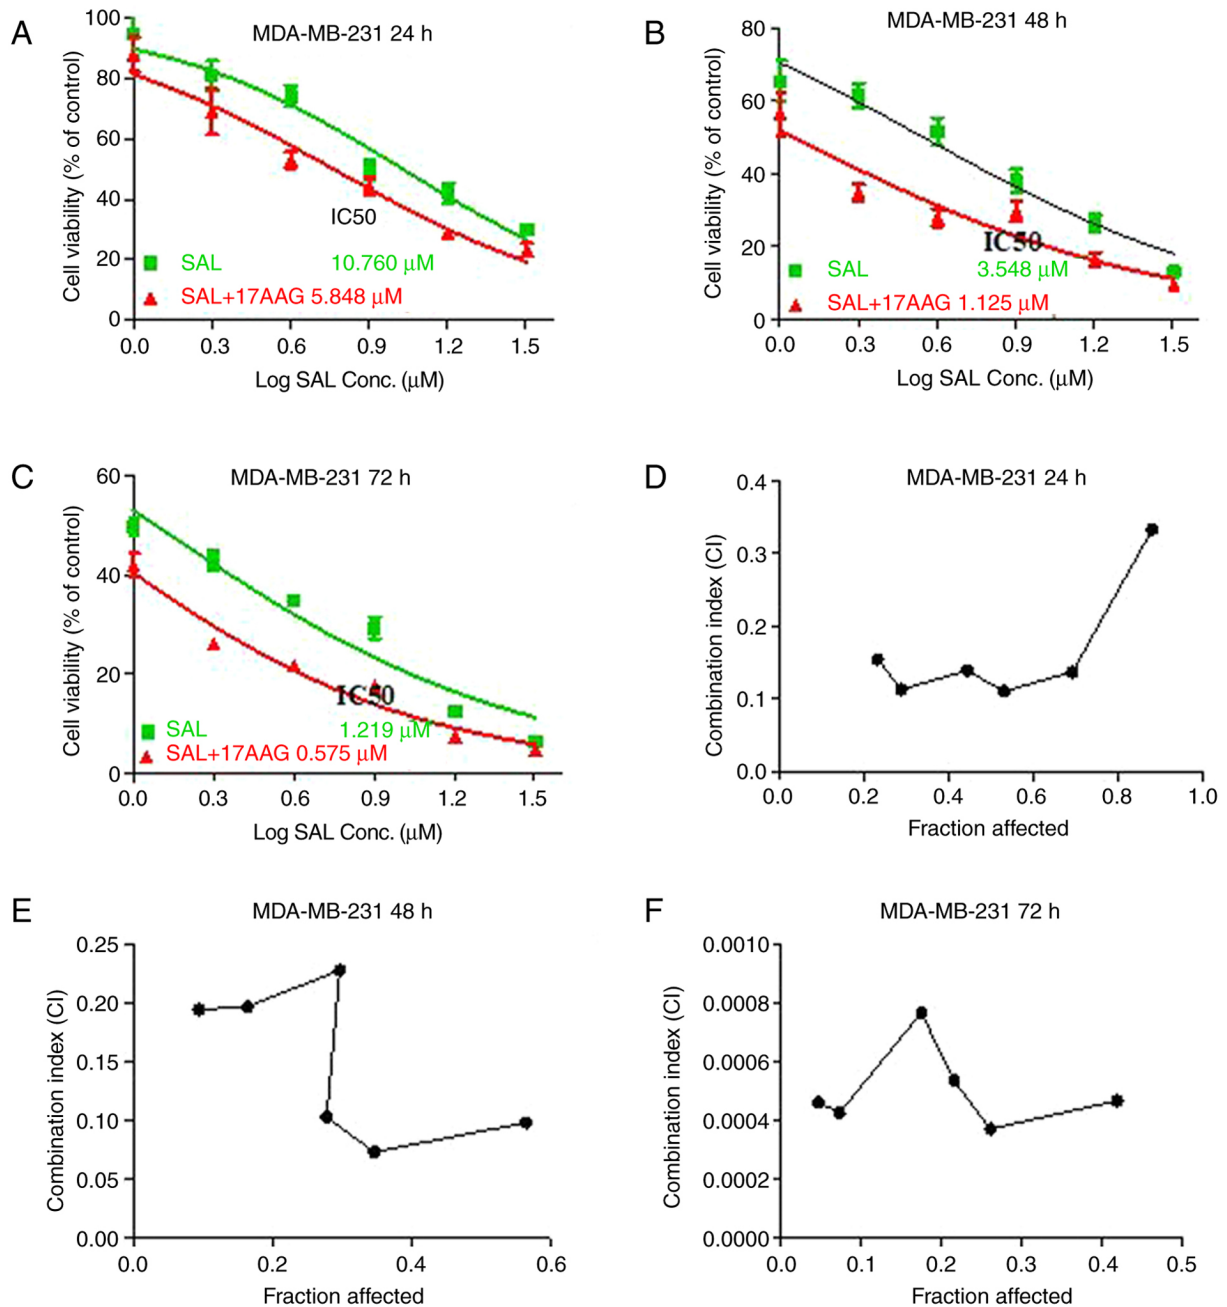 A
MDA-MB-231 24 h
Cell viability (% of control)
100
80
60
40
20
0
IC50
SAL 10.760 μM
SAL+17AAG 5.848 μM
0.0 0.3 0.6 0.9 1.2 1.5
Log SAL Conc. (μM)
B
MDA-MB-231 48 h
Cell viability (% of control)
80
60
40
20
0
IC50
SAL 3.548 μM
SAL+17AAG 1.125 μM
0.0 0.3 0.6 0.9 1.2 1.5
Log SAL Conc. (μM)
C
MDA-MB-231 72 h
Cell viability (% of control)
60
40
20
0
IC50
SAL 1.219 μM
SAL+17AAG 0.575 μM
0.0 0.3 0.6 0.9 1.2 1.5
Log SAL Conc. (μM)
D
MDA-MB-231 24 h
Combination index (CI)
0.4
0.3
0.2
0.1
0.0
0.0 0.2 0.4 0.6 0.8 1.0
Fraction affected
E
MDA-MB-231 48 h
Combination index (CI)
0.25
0.20
0.15
0.10
0.05
0.00
0.0 0.2 0.4 0.6
Fraction affected
F
MDA-MB-231 72 h
Combination index (CI)
0.0010
0.0008
0.0006
0.0004
0.0002
0.0000
0.0 0.1 0.2 0.3 0.4 0.5
Fraction affected